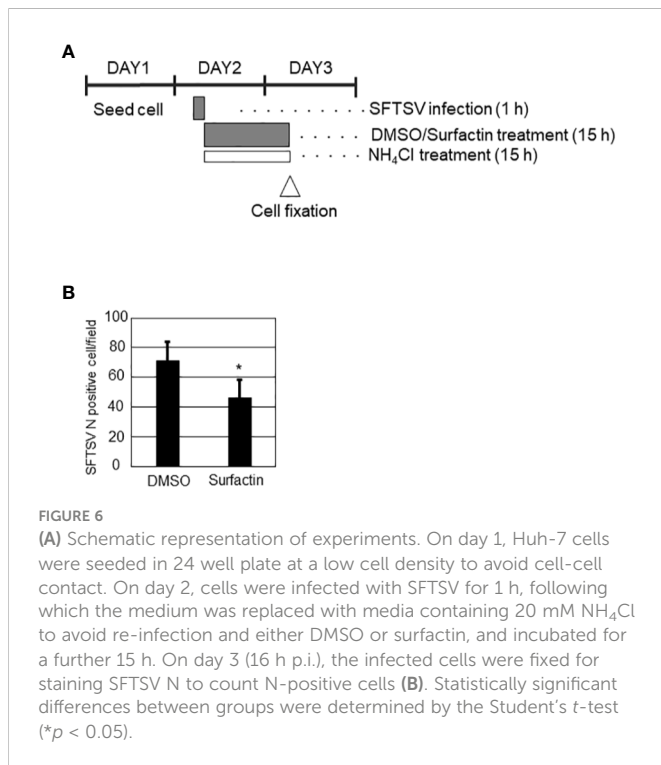 A
DAY1 DAY2 DAY3
Seed cell
SFTSV infection (1 h)
DMSO/Surfactin treatment (15 h)
NH₄Cl treatment (15 h)
Cell fixation
B
SFTSV N positive cell/field
100
80
60
40
20
0
*
DMSO Surfactin
FIGURE 6
(A) Schematic representation of experiments. On day 1, Huh-7 cells
were seeded in 24 well plate at a low cell density to avoid cell-cell
contact. On day 2, cells were infected with SFTSV for 1 h, following
which the medium was replaced with media containing 20 mM NH₄Cl
to avoid re-infection and either DMSO or surfactin, and incubated for
a further 15 h. On day 3 (16 h p.i.), the infected cells were fixed for
staining SFTSV N to count N-positive cells (B). Statistically significant
differences between groups were determined by the Student’s t-test
(*p < 0.05).